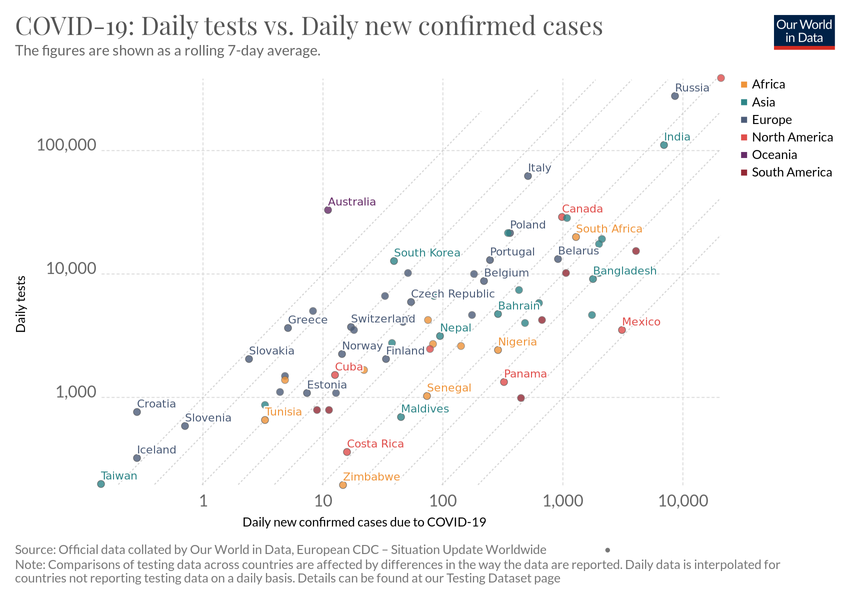 COVID-19: Daily tests vs. Daily new confirmed cases
The figures are shown as a rolling 7-day average.
Our World
in Data
Africa
Asia
Europe
North America
Oceania
South America
Daily tests
100,000
10,000
1,000
Russia
India
Italy
Australia
Canada
Poland
South Africa
South Korea
Portugal
Belarus
Belgium
Bangladesh
Czech Republic
Bahrain
Greece
Switzerland
Mexico
Nepal
Norway
Nigeria
Slovakia
Finland
Cuba
Panama
Estonia
Senegal
Croatia
Tunisia
Maldives
Slovenia
Costa Rica
Iceland
Taiwan
Zimbabwe
1
10
100
1,000
10,000
Daily new confirmed cases due to COVID-19
Source: Official data collated by Our World in Data, European CDC – Situation Update Worldwide
Note: Comparisons of testing data across countries are affected by differences in the way the data are reported. Daily data is interpolated for
countries not reporting testing data on a daily basis. Details can be found at our Testing Dataset page